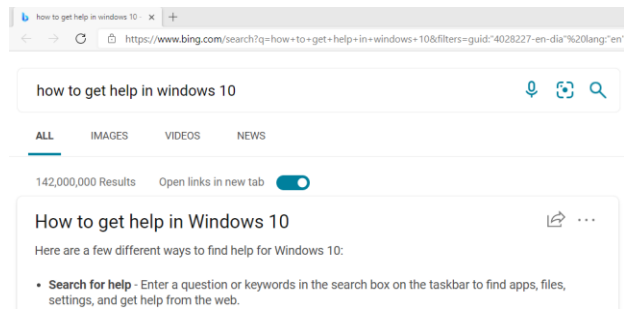 how to get help in windows 10 -
https://www.bing.com/search?q=how+to+get+help+in+windows+10&filters=guid:"4028227-en-dia"%20lang:"en"
how to get help in windows 10
ALL IMAGES VIDEOS NEWS
142,000,000 Results Open links in new tab
How to get help in Windows 10
Here are a few different ways to find help for Windows 10:
• Search for help - Enter a question or keywords in the search box on the taskbar to find apps, files,
settings, and get help from the web.